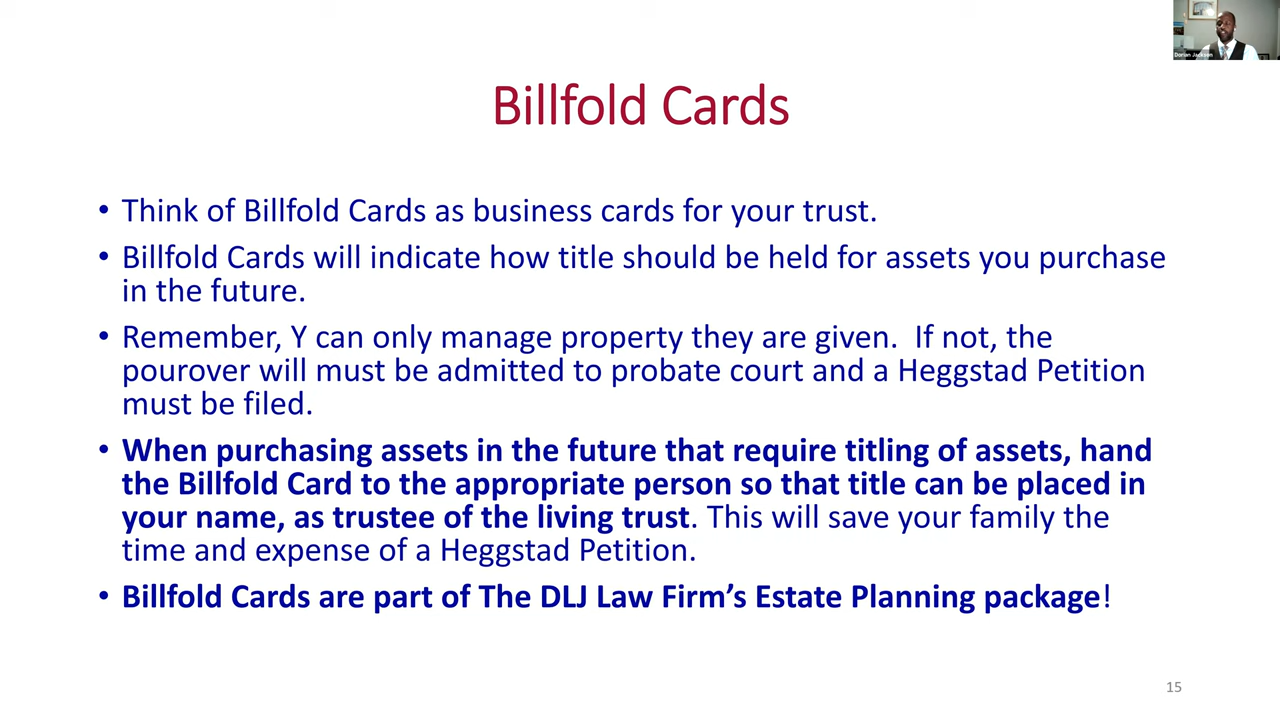 Dorian Jackson
Billfold Cards
• Think of Billfold Cards as business cards for your trust.
• Billfold Cards will indicate how title should be held for assets you purchase
in the future.
• Remember, Y can only manage property they are given.  If not, the
pourover will must be admitted to probate court and a Heggstad Petition
must be filed.
• When purchasing assets in the future that require titling of assets, hand
the Billfold Card to the appropriate person so that title can be placed in
your name, as trustee of the living trust. This will save your family the
time and expense of a Heggstad Petition.
• Billfold Cards are part of The DLJ Law Firm’s Estate Planning package!
15